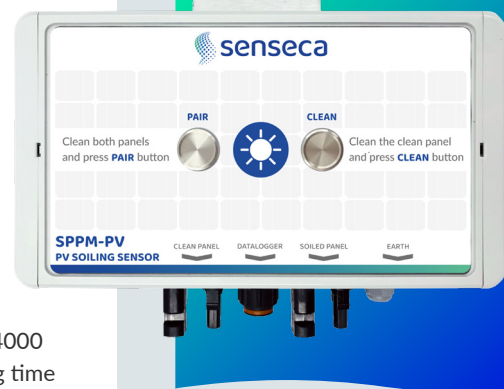 senseca
PAIR
CLEAN
Clean both panels
and press PAIR button
Clean the clean panel
and press CLEAN button
SPPM-PV
PV SOILING SENSOR
CLEAN PANEL
DATALOGGER
SOILED PANEL
EARTH
4000
g time